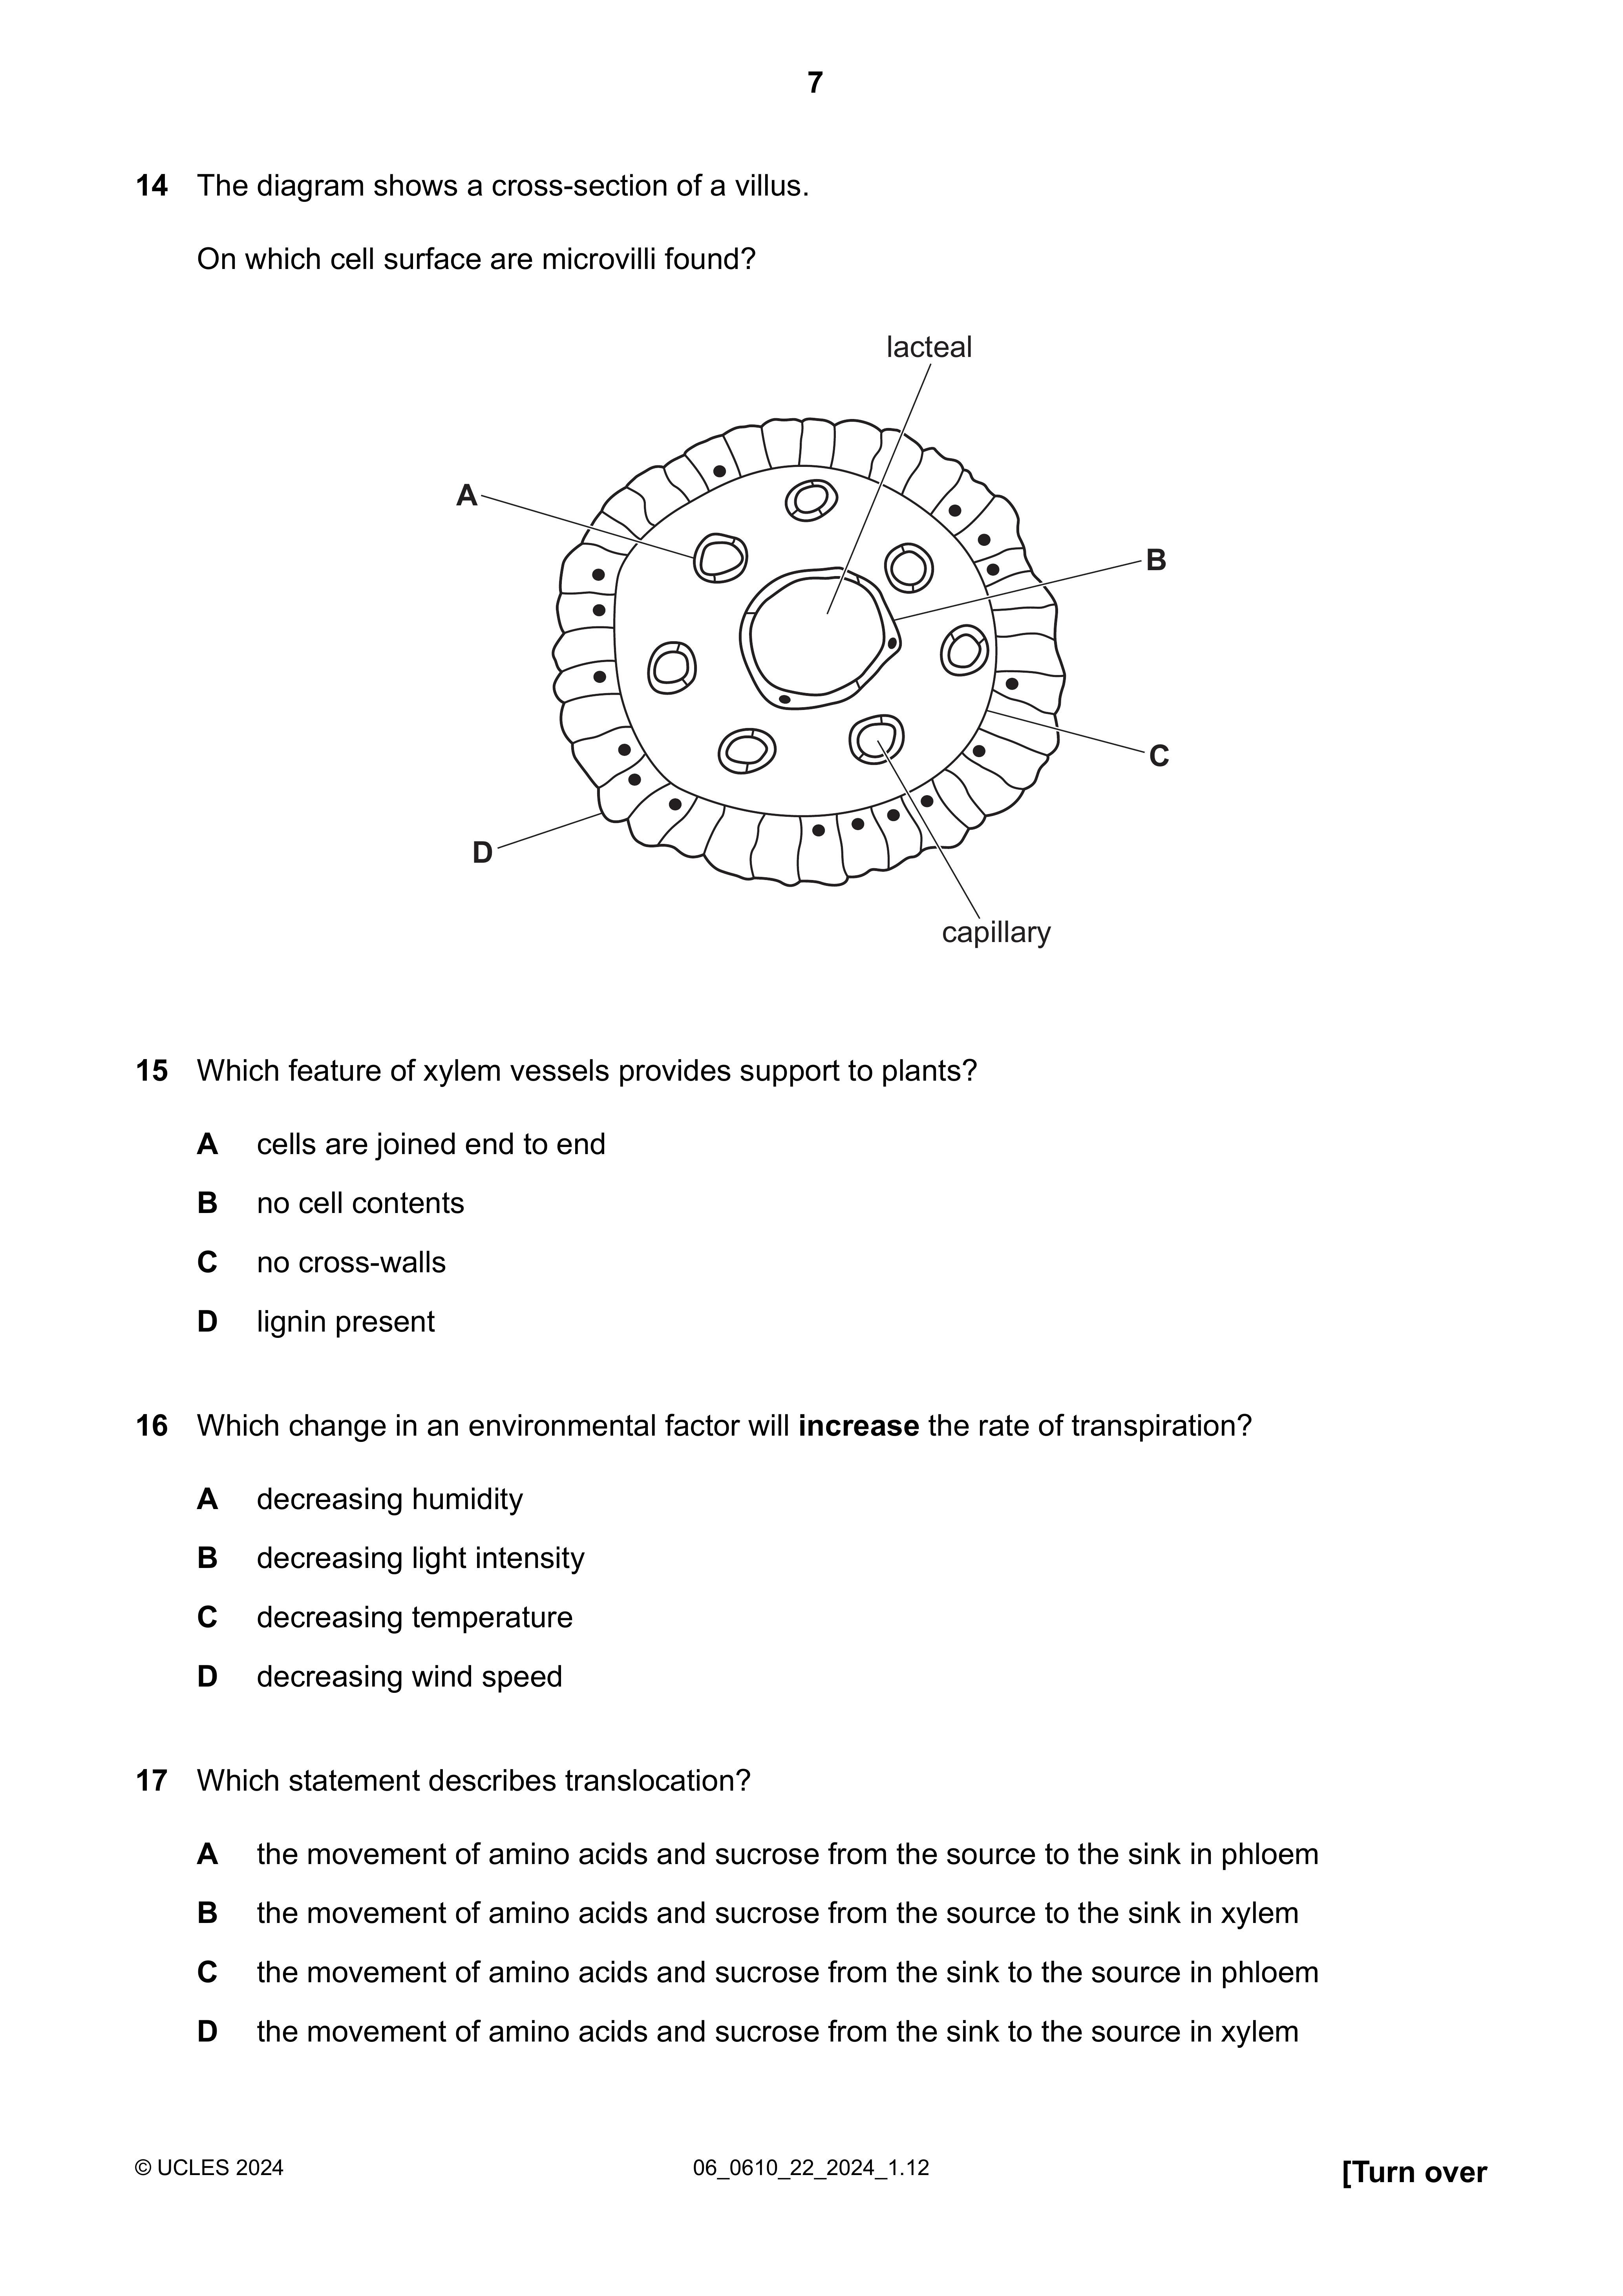 7
14 The diagram shows a cross-section of a villus.
On which cell surface are microvilli found?
lacteal
A
B
C
D
capillary
15 Which feature of xylem vessels provides support to plants?
A cells are joined end to end
B no cell contents
C no cross-walls
D lignin present
16 Which change in an environmental factor will increase the rate of transpiration?
A decreasing humidity
B decreasing light intensity
C decreasing temperature
D decreasing wind speed
17 Which statement describes translocation?
A the movement of amino acids and sucrose from the source to the sink in phloem
B the movement of amino acids and sucrose from the source to the sink in xylem
C the movement of amino acids and sucrose from the sink to the source in phloem
D the movement of amino acids and sucrose from the sink to the source in xylem
© UCLES 2024 06_0610_22_2024_1.12 [Turn over